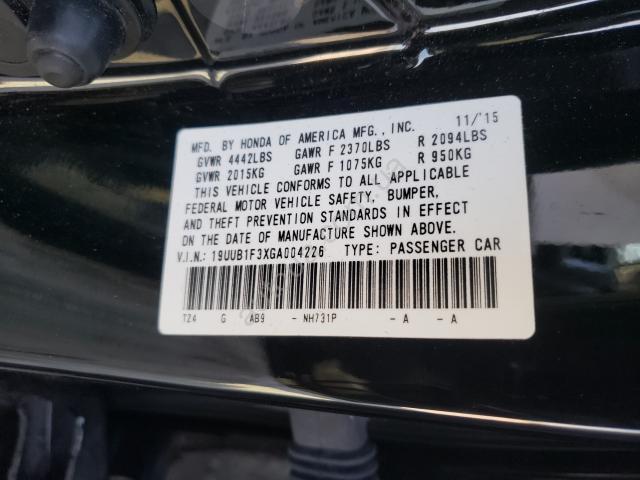 MFD. BY HONDA OF AMERICA MFG., INC. 11/'15
GVWR 4442LBS GAWR F 2370LBS R 2094LBS
GVWR 2015KG GAWR F 1075KG R 950KG
THIS VEHICLE CONFORMS TO ALL APPLICABLE
FEDERAL MOTOR VEHICLE SAFETY, BUMPER,
AND THEFT PREVENTION STANDARDS IN EFFECT
ON THE DATE OF MANUFACTURE SHOWN ABOVE.
V.I.N.: 19UUB1F3XGA004226 TYPE: PASSENGER CAR
TZ4 G AB9 - NH731P - A - A